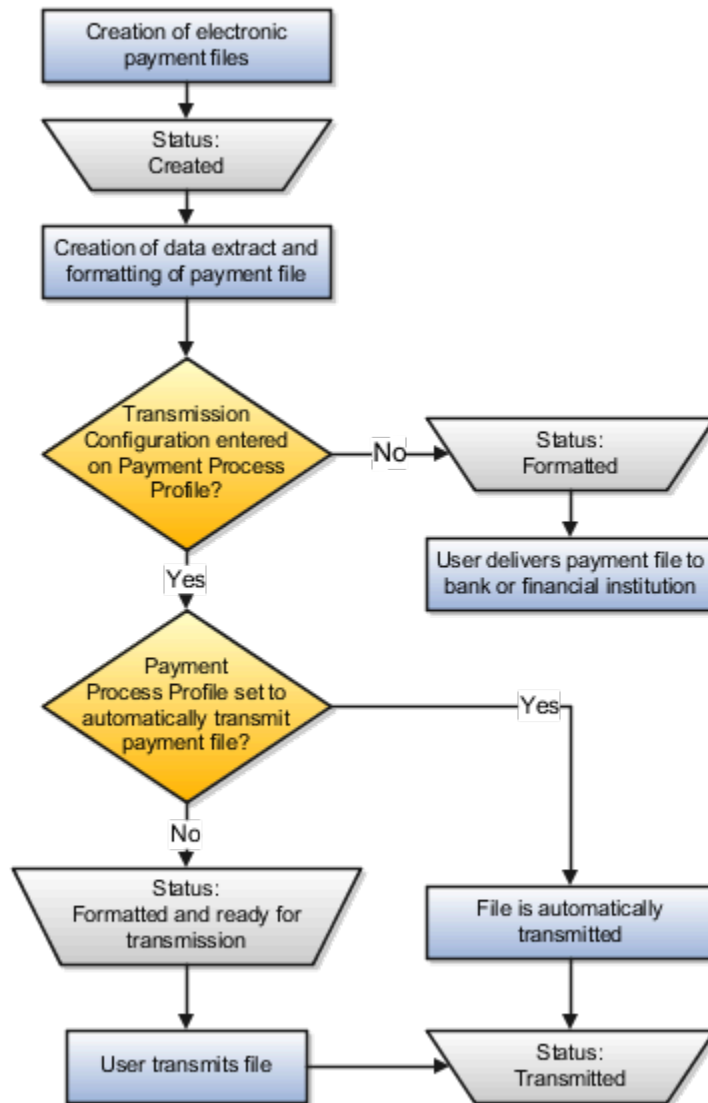 Creation of electronic
payment files
Status:
Created
Creation of data extract and
formatting of payment file
Transmission
Configuration entered
on Payment Process
Profile?
No
Status:
Formatted
User delivers payment file to
bank or financial institution
Yes
Payment
Process Profile set to
automatically transmit
payment file?
Yes
No
Status:
Formatted and ready for
transmission
File is automatically
transmitted
User transmits file
Status:
Transmitted